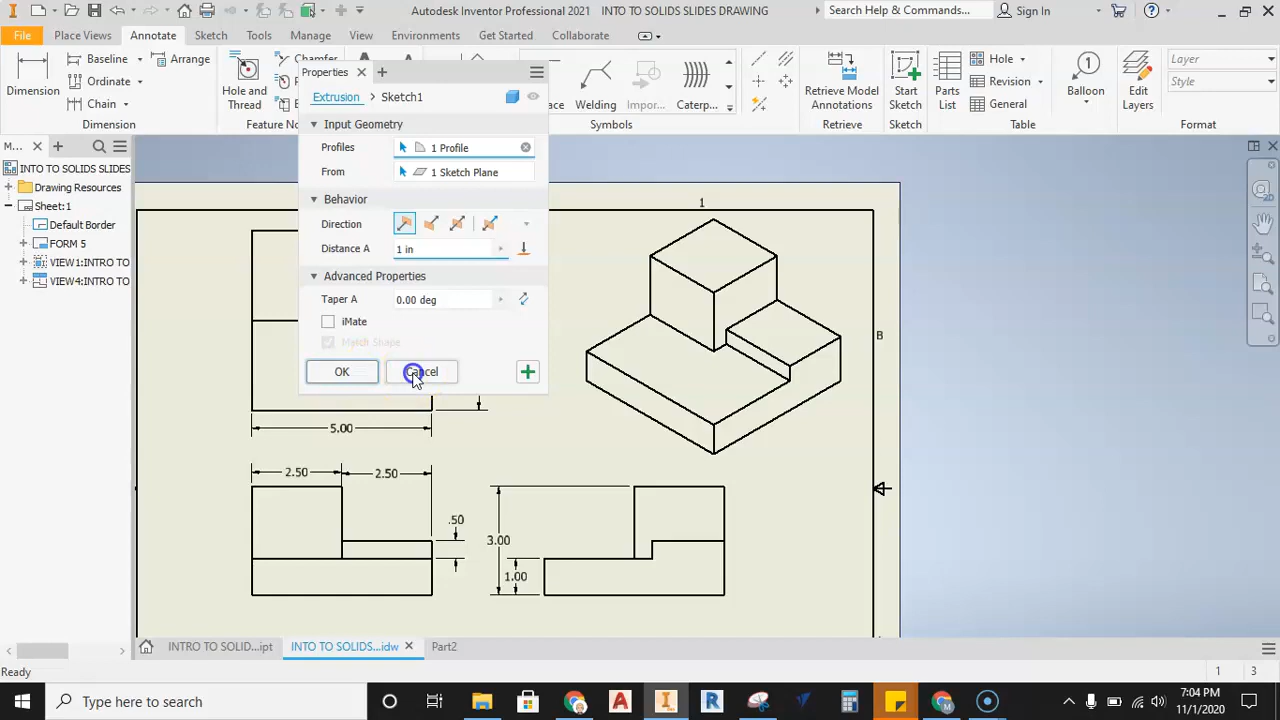 Autodesk Inventor Professional 2021 INTO TO SOLIDS SLIDES DRAWING
Search Help & Commands...
Sign In
File Place Views Annotate Sketch Tools Manage View Environments Get Started Collaborate
Dimension
Baseline
Ordinate
Chain
Arrange
Dimension
Hole and
Thread
Chamfer
Feature No
Welding
Impor...
Caterp...
Symbols
Retrieve Model
Annotations
Retrieve
Start
Sketch
Sketch
Parts
List
Hole
Revision
General
Table
Balloon
Edit
Layers
Layer
Style
Format
Properties
Extrusion > Sketch1
Input Geometry
Profiles 1 Profile
From 1 Sketch Plane
Behavior
Direction
Distance A 1 in
Advanced Properties
Taper A 0.00 deg
iMate
Match Shape
OK Cancel
M...
INTO TO SOLIDS SLIDES
Drawing Resources
Sheet:1
Default Border
FORM 5
VIEW1:INTRO TO
VIEW4:INTRO TO
1
B
5.00
2.50
2.50
.50
3.00
1.00
INTRO TO SOLID...ipt INTO TO SOLIDS...idw Part2
Ready
1 3
Type here to search
7:04 PM
11/1/2020